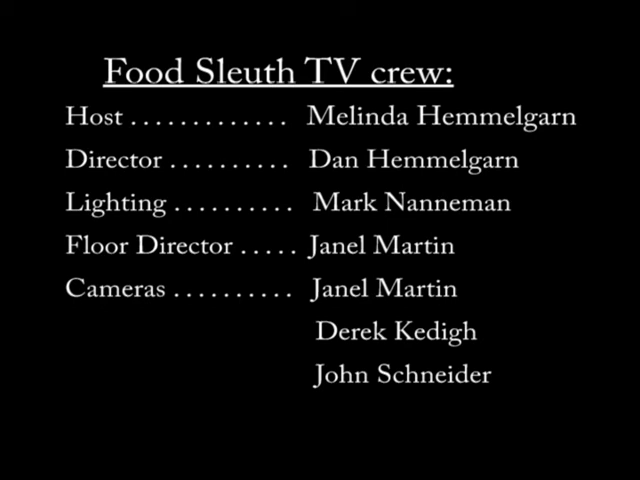 Food Sleuth TV crew:
Host . . . . . . . . . . . . . Melinda Hemmelgarn
Director . . . . . . . . . . Dan Hemmelgarn
Lighting . . . . . . . . . . Mark Nanneman
Floor Director . . . . . Janel Martin
Cameras . . . . . . . . . . Janel Martin
Derek Kedigh
John Schneider